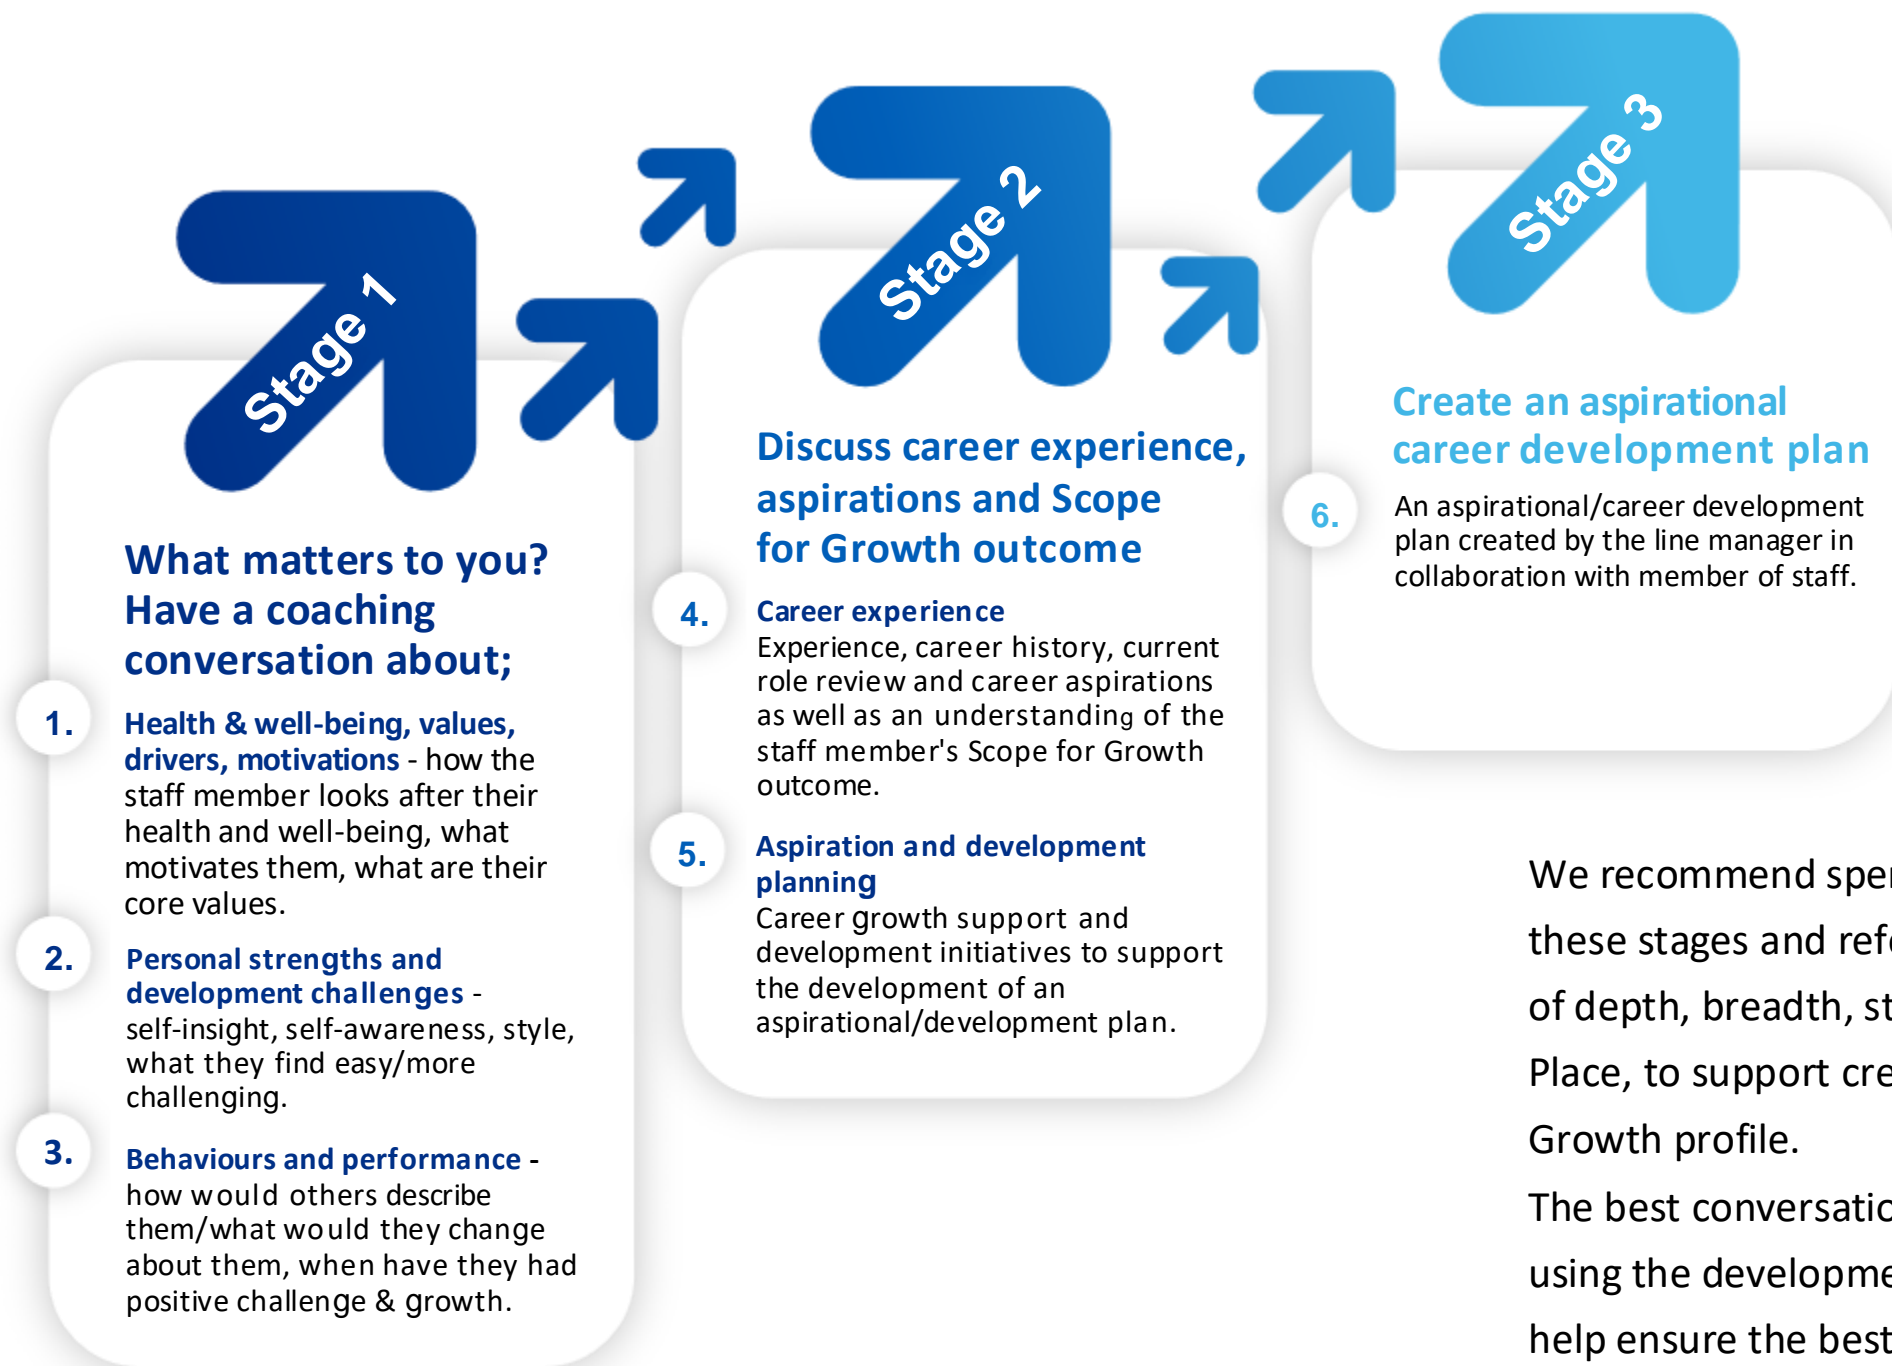 Stage 1
What matters to you?
Have a coaching
conversation about;
1.
Health & well-being, values,
drivers, motivations - how the
staff member looks after their
health and well-being, what
motivates them, what are their
core values.
2.
Personal strengths and
development challenges -
self-insight, self-awareness, style,
what they find easy/more
challenging.
3.
Behaviours and performance -
how would others describe
them/what would they change
about them, when have they had
positive challenge & growth.
Stage 2
Discuss career experience,
aspirations and Scope
for Growth outcome
4.
Career experience
Experience, career history, current
role review and career aspirations
as well as an understanding of the
staff member's Scope for Growth
outcome.
5.
Aspiration and development
planning
Career growth support and
development initiatives to support
the development of an
aspirational/development plan.
Stage 3
Create an aspirational
career development plan
6.
An aspirational/career development
plan created by the line manager in
collaboration with member of staff.
We recommend
these stages and
of depth, breadth,
Place, to support
Growth profile.
The best
using the
help ensure the best